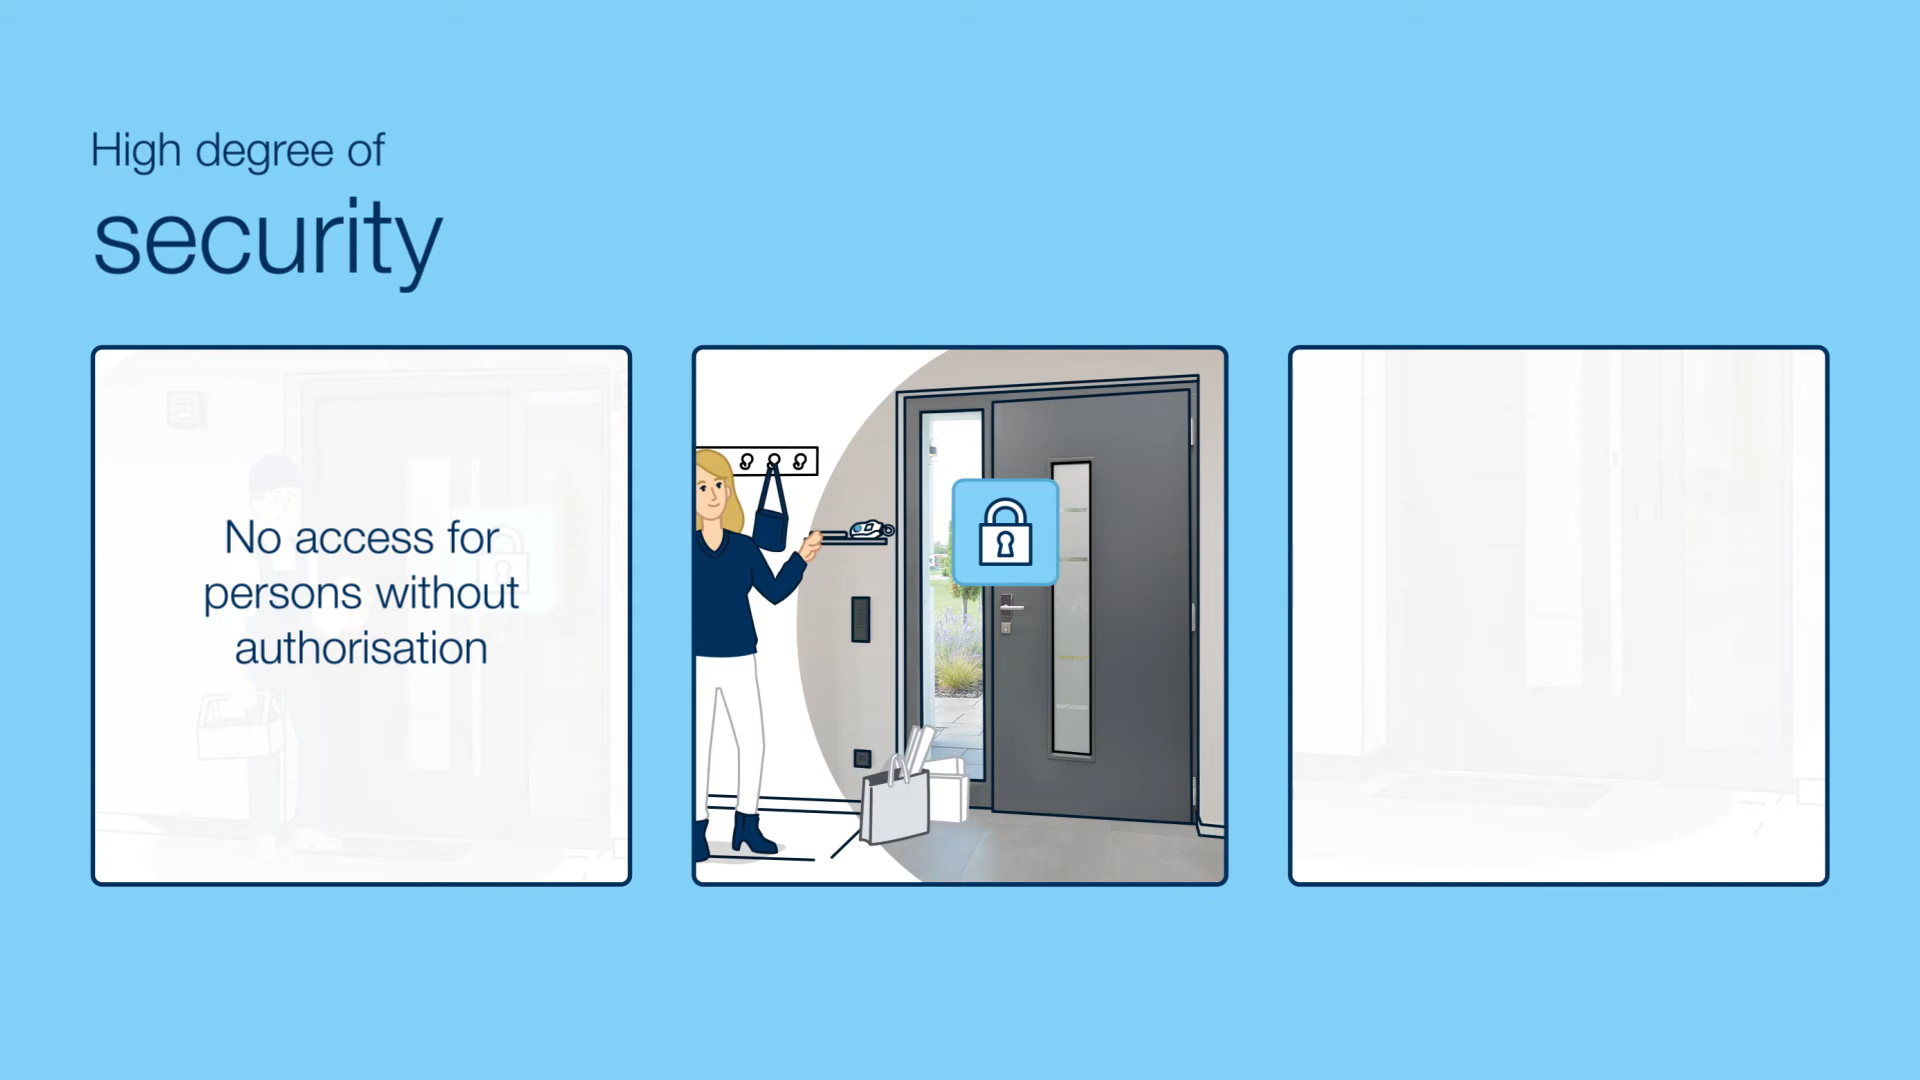 High degree of
security
No access for
persons without
authorisation